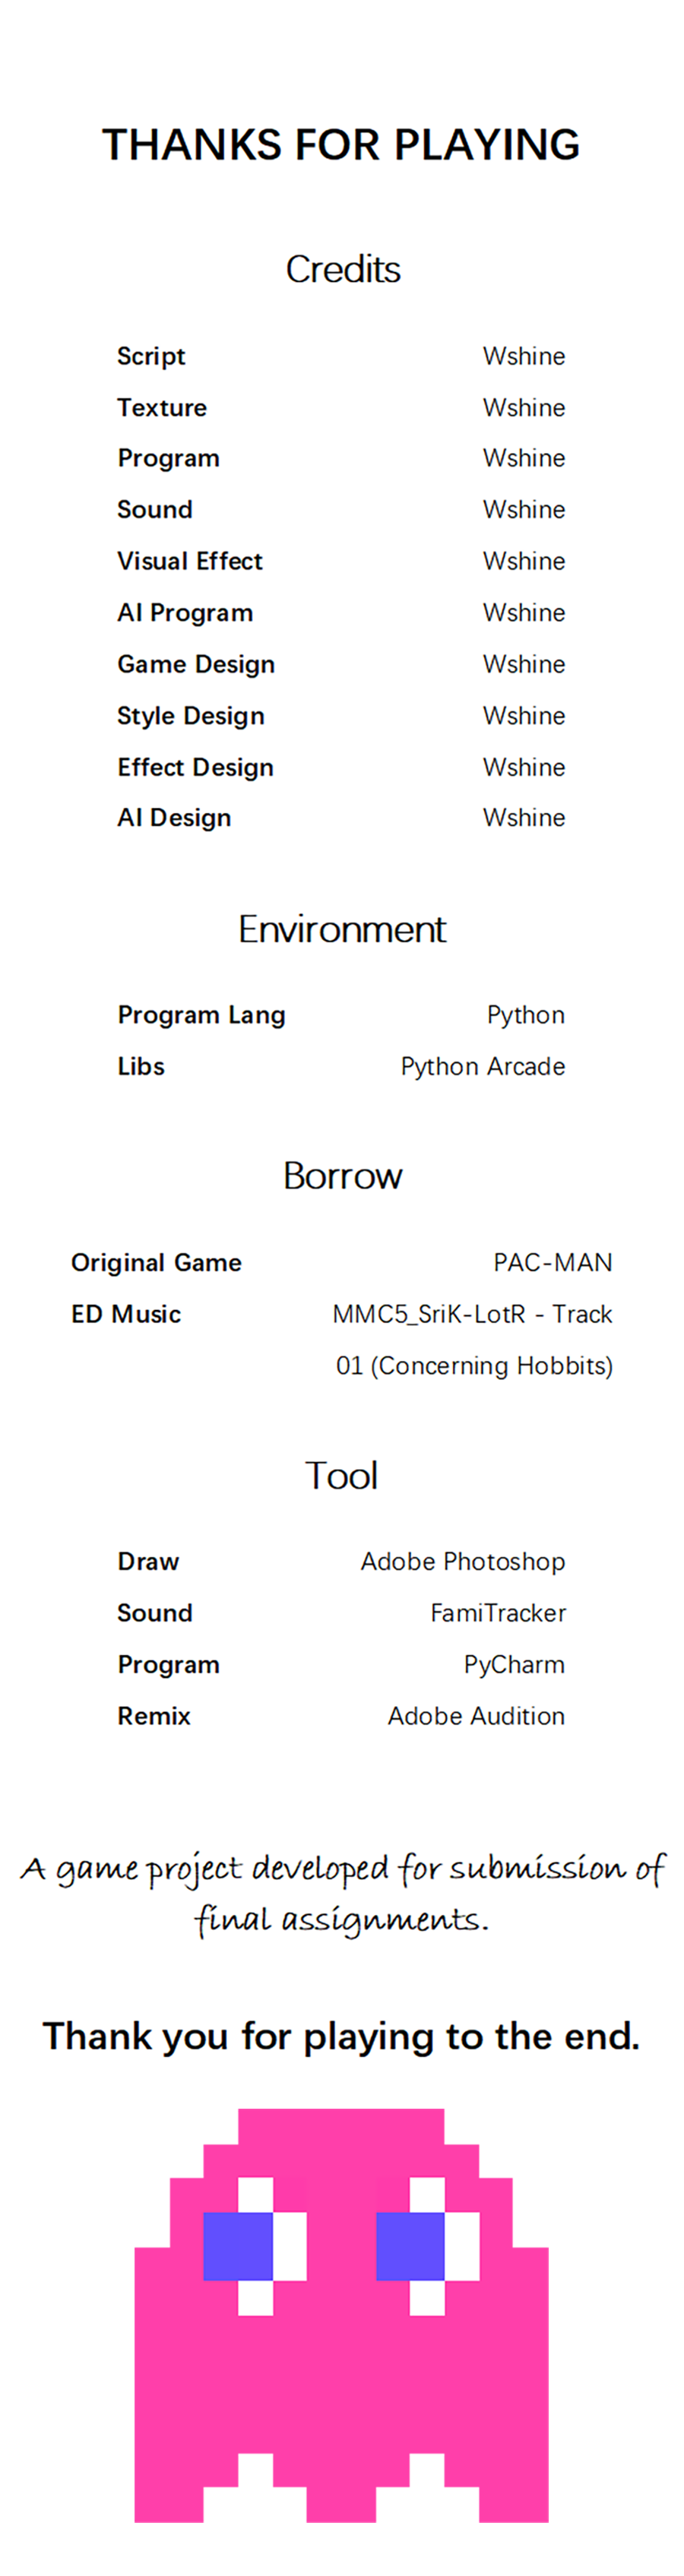 THANKS FOR PLAYING
Credits
Script Wshine
Texture Wshine
Program Wshine
Sound Wshine
Visual Effect Wshine
AI Program Wshine
Game Design Wshine
Style Design Wshine
Effect Design Wshine
AI Design Wshine
Environment
Program Lang Python
Libs Python Arcade
Borrow
Original Game PAC-MAN
ED Music MMC5_SriK-LotR - Track
01 (Concerning Hobbits)
Tool
Draw Adobe Photoshop
Sound FamiTracker
Program PyCharm
Remix Adobe Audition
A game project developed for submission of
final assignments.
Thank you for playing to the end.